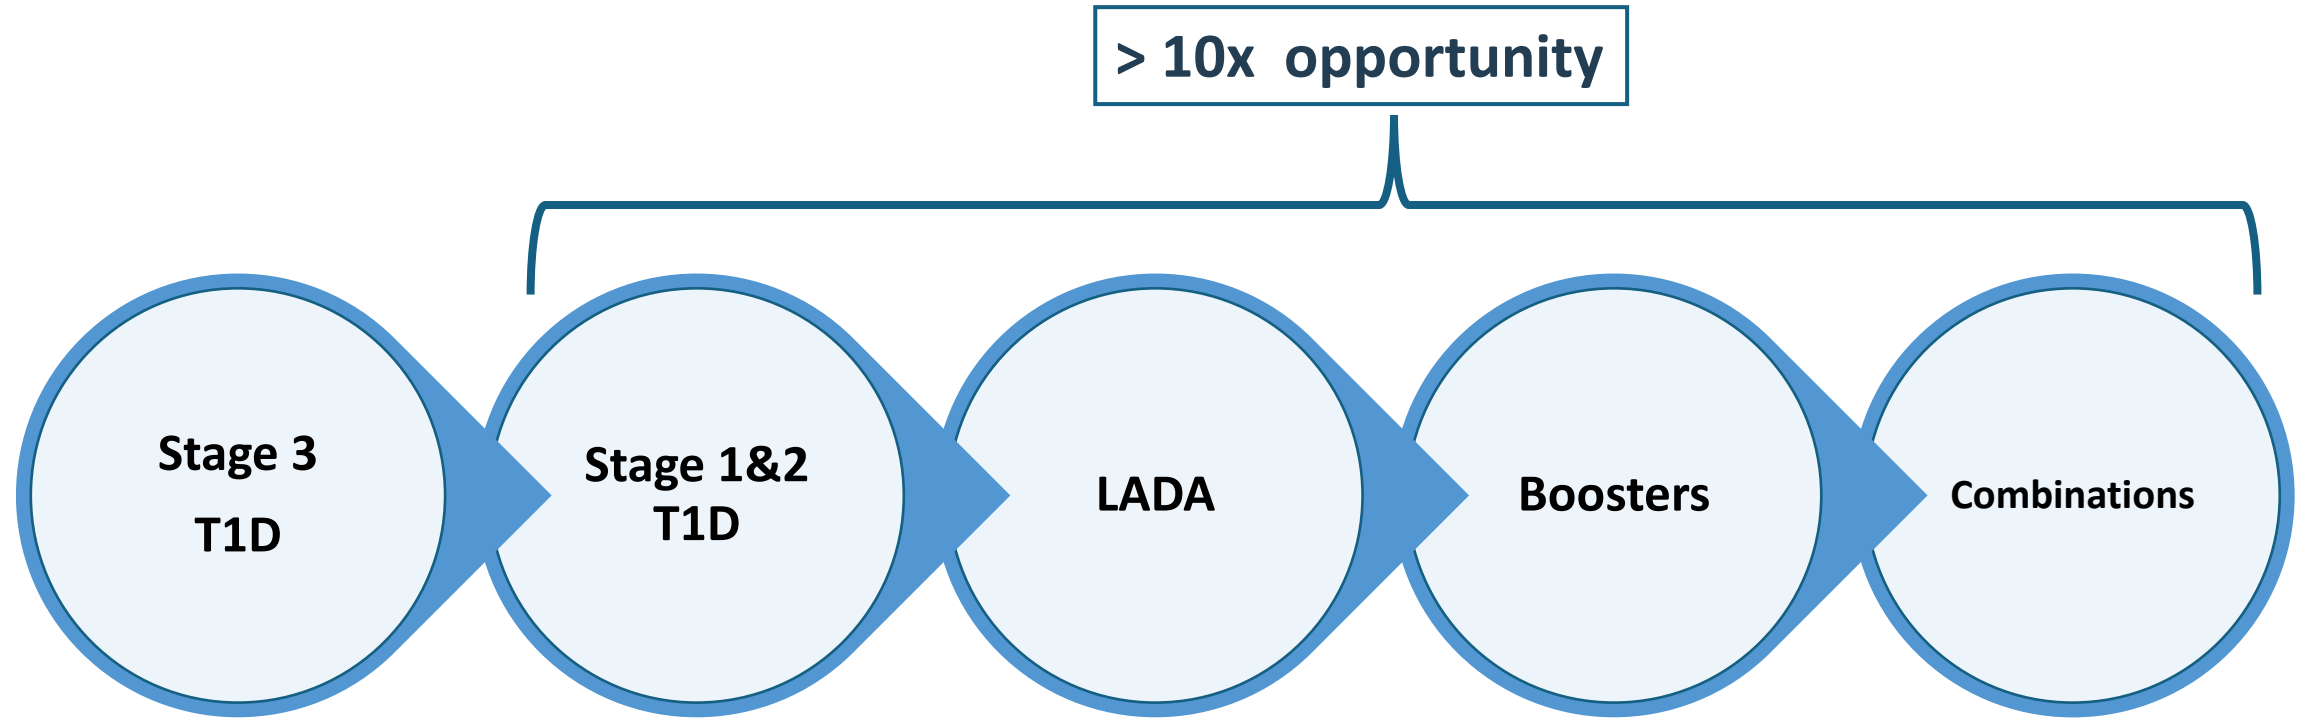 > 10x  opportunity
Stage 3
T1D
Stage 1&2
T1D
LADA
Boosters
Combinations